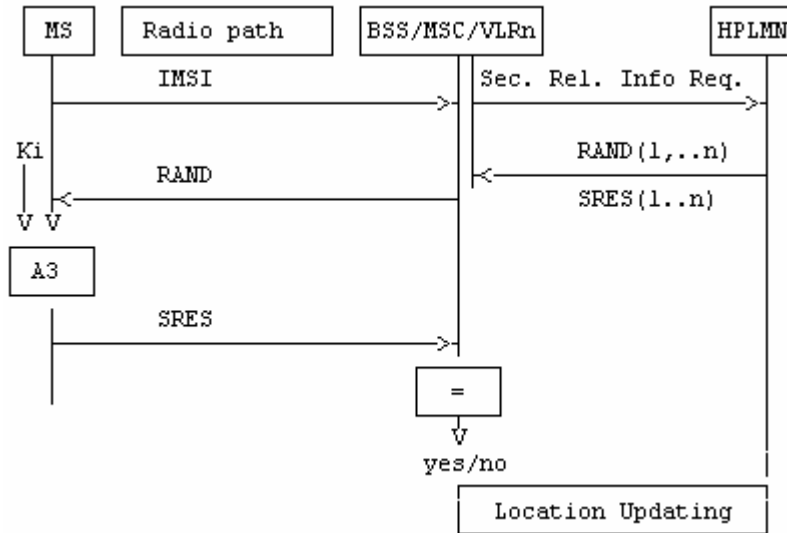 MS
Radio path
BSS/MSC/VLRn
HPLMN
IMSI
Sec. Rel. Info Req.
Ki
RAND
RAND(1,..n)
SRES(1..n)
V V
A3
SRES
=
V
yes/no
Location Updating